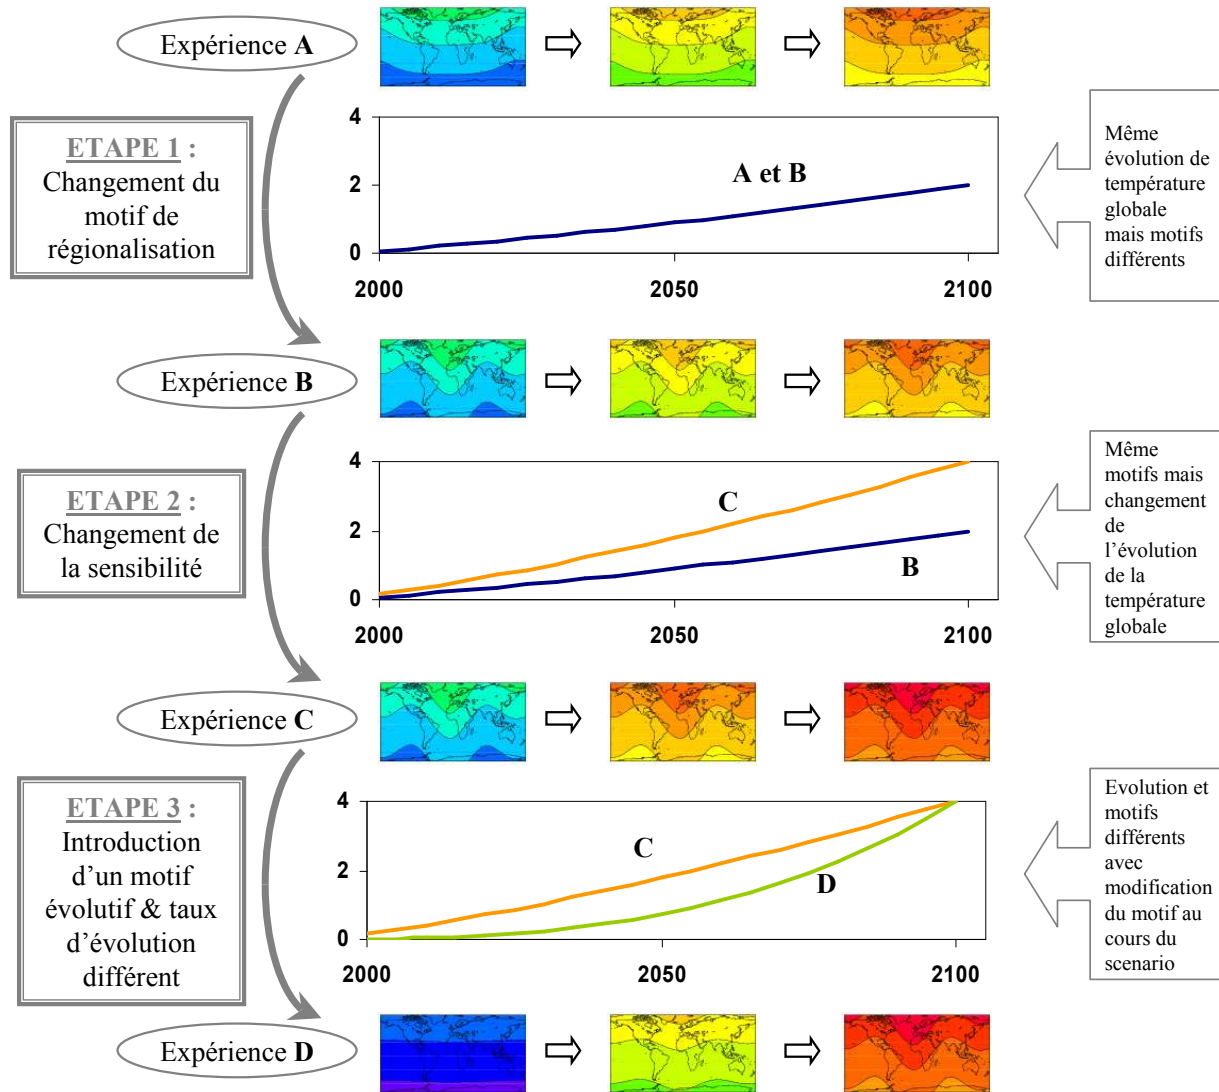 Expérience A
ETAPE 1 :
Changement du
motif de
régionalisation
4
2
0
A et B
2000
2050
2100
Même
évolution de
température
globale
mais motifs
différents
Expérience B
ETAPE 2 :
Changement de
la sensibilité
4
2
0
C
B
2000
2050
2100
Même
motifs mais
changement
de
l’évolution
de la
température
globale
Expérience C
ETAPE 3 :
Introduction
d’un motif
évolutif & taux
d’évolution
différent
4
2
0
C
D
2000
2050
2100
Evolution et
motifs
différents
avec
modification
du motif au
cours du
scenario
Expérience D